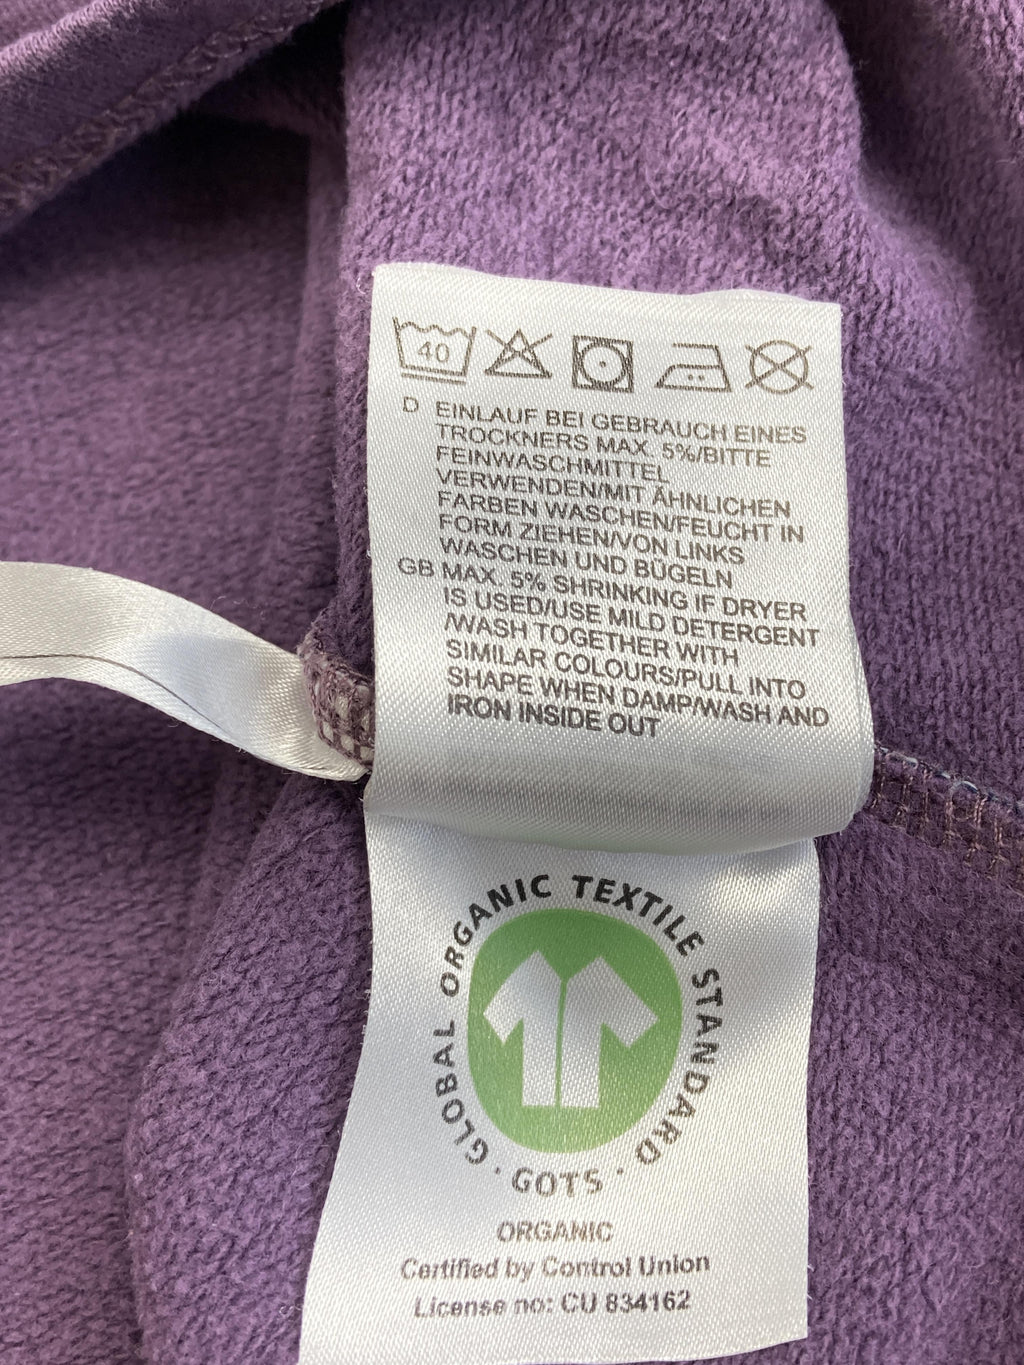 40
D EINLAUF BEI GEBRAUCH EINES
TROCKNERS MAX. 5%/BITTE
FEINWASCHMITTEL
VERWENDEN/MIT ÄHNLICHEN
FARBEN WASCHEN/FEUCHT IN
FORM ZIEHEN/VON LINKS
WASCHEN UND BÜGELN
GB MAX. 5% SHRINKING IF DRYER
IS USED/USE MILD DETERGENT
/WASH TOGETHER WITH
SIMILAR COLOURS/PULL INTO
SHAPE WHEN DAMP/WASH AND
IRON INSIDE OUT
GLOBAL ORGANIC TEXTILE STANDARD
· GOTS ·
ORGANIC
Certified by Control Union
License no: CU 834162